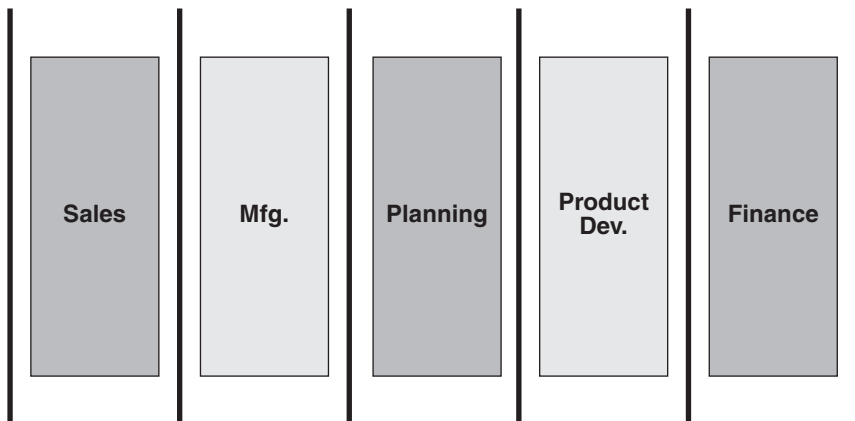 Sales
Mfg.
Planning
Product
Dev.
Finance